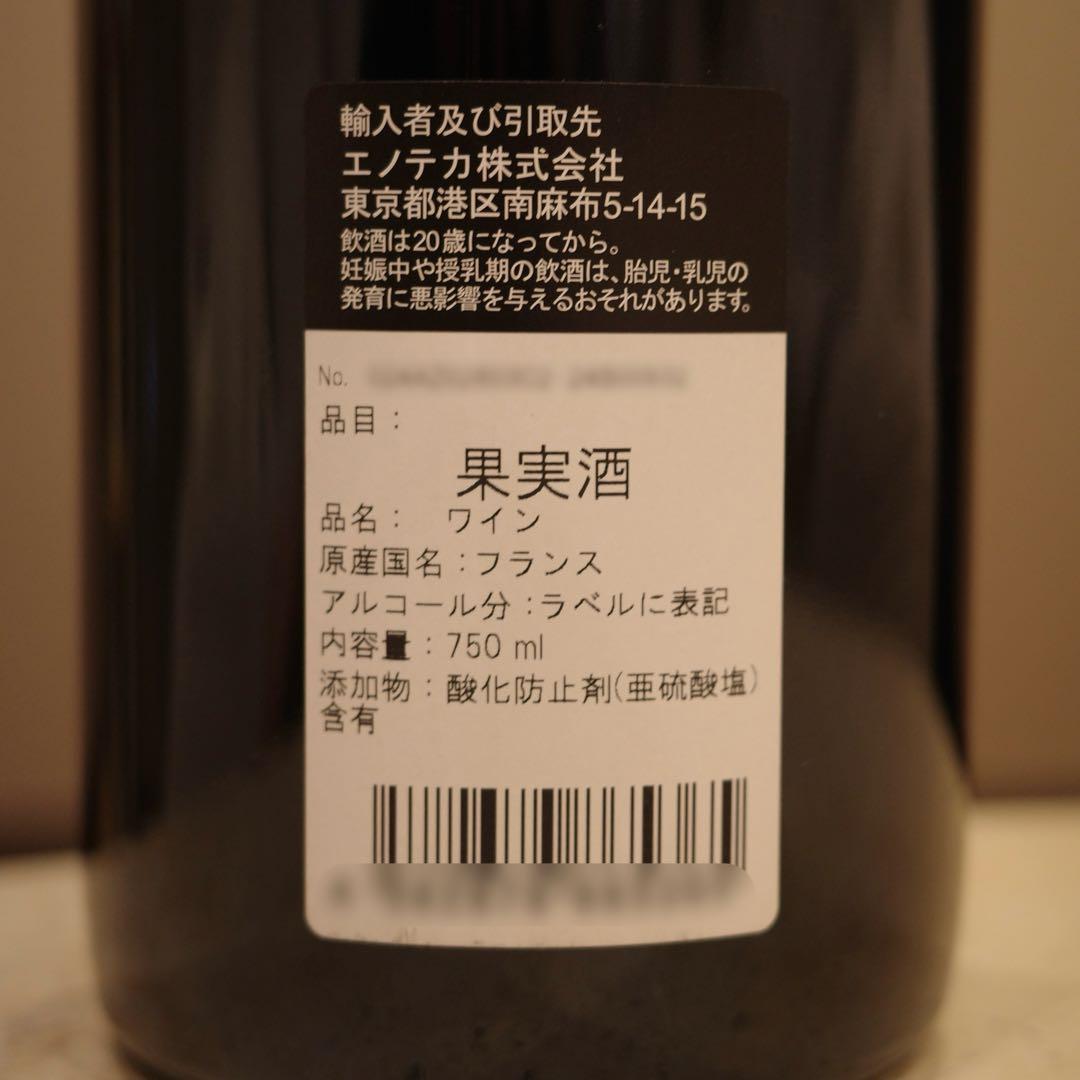 輸入者及び引取先
エノテカ株式会社
東京都港区南麻布5-14-15
飲酒は20歳になってから。
妊娠中や授乳期の飲酒は、胎児・乳児の
発育に悪影響を与えるおそれがあります。
No.
品目：
果実酒
品名： ワイン
原産国名：フランス
アルコール分：ラベルに表記
内容量：750 ml
添加物：酸化防止剤(亜硫酸塩)
含有